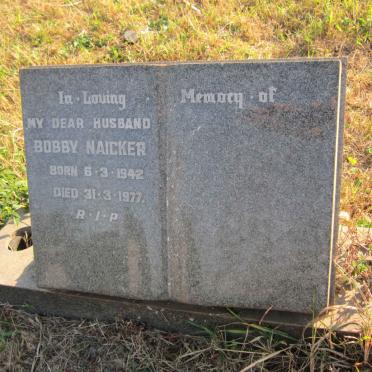 In · Loving Memory · of
MY DEAR HUSBAND
BOBBY NAICKER
BORN 6·3·1942
DIED 31·3·1977.
R·I·P